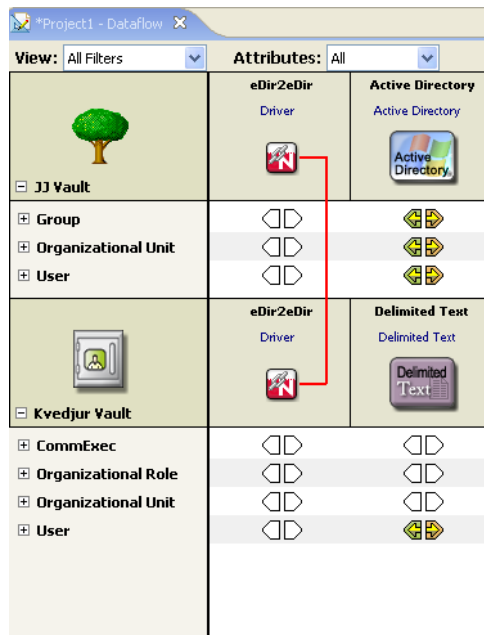 *Project1 - Dataflow
View: All Filters Attributes: All
eDir2eDir Active Directory
Driver Active Directory
N Active
Directory
JJ Vault
Group
Organizational Unit
User
eDir2eDir Delimited Text
Driver Delimited Text
N Delimited
Text
Kvedjur Vault
CommExec
Organizational Role
Organizational Unit
User